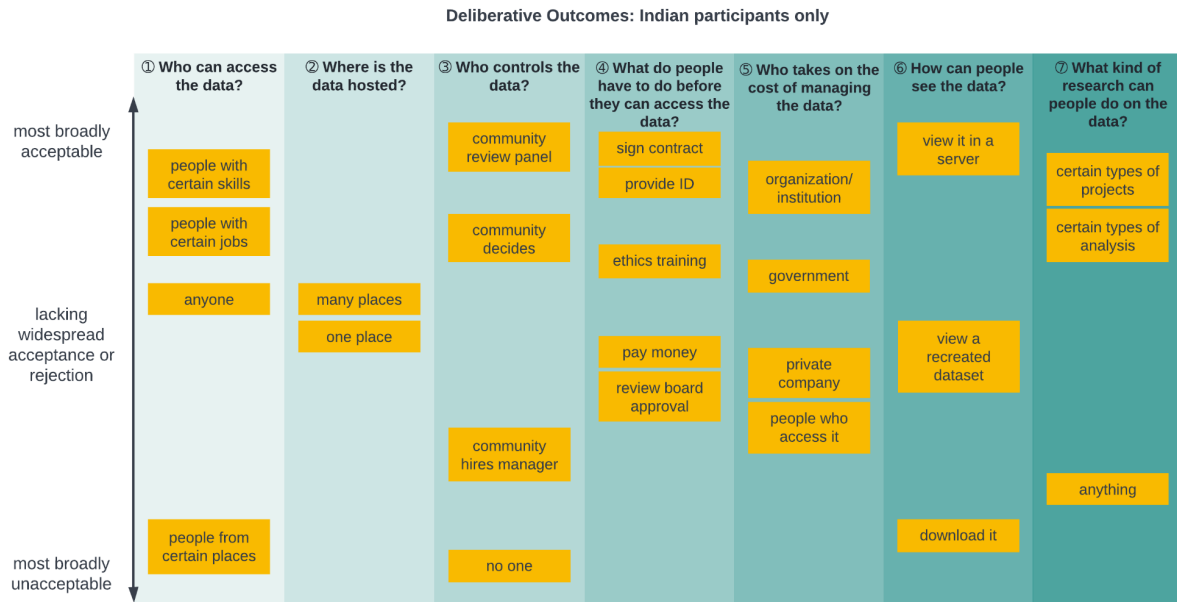 Deliberative Outcomes: Indian participants only
① Who can access
the data?
② Where is the
data hosted?
③ Who controls the
data?
④ What do people
have to do before
they can access the
data?
⑤ Who takes on the
cost of managing
the data?
⑥ How can people
see the data?
⑦ What kind of
research can
people do on the
data?
most broadly
acceptable
lacking
widespread
acceptance or
rejection
most broadly
unacceptable
people with
certain skills
people with
certain jobs
anyone
people from
certain places
many places
one place
community
review panel
community
decides
community
hires manager
no one
sign contract
provide ID
ethics training
pay money
review board
approval
organization/
institution
government
private
company
people who
access it
view it in a
server
view a
recreated
dataset
download it
certain types of
projects
certain types of
analysis
anything